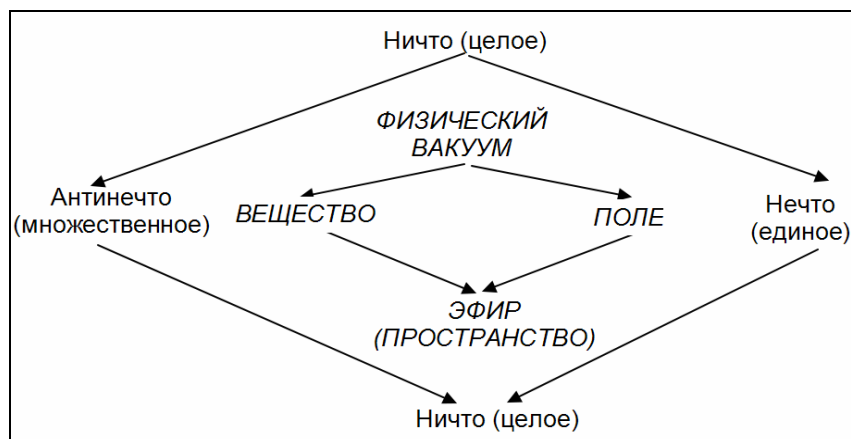 Ничто (целое)
ФИЗИЧЕСКИЙ
ВАКУУМ
Антинечто
(множественное)
ВЕЩЕСТВО
ПОЛЕ
Нечто
(единое)
ЭФИР
(ПРОСТРАНСТВО)
Ничто (целое)